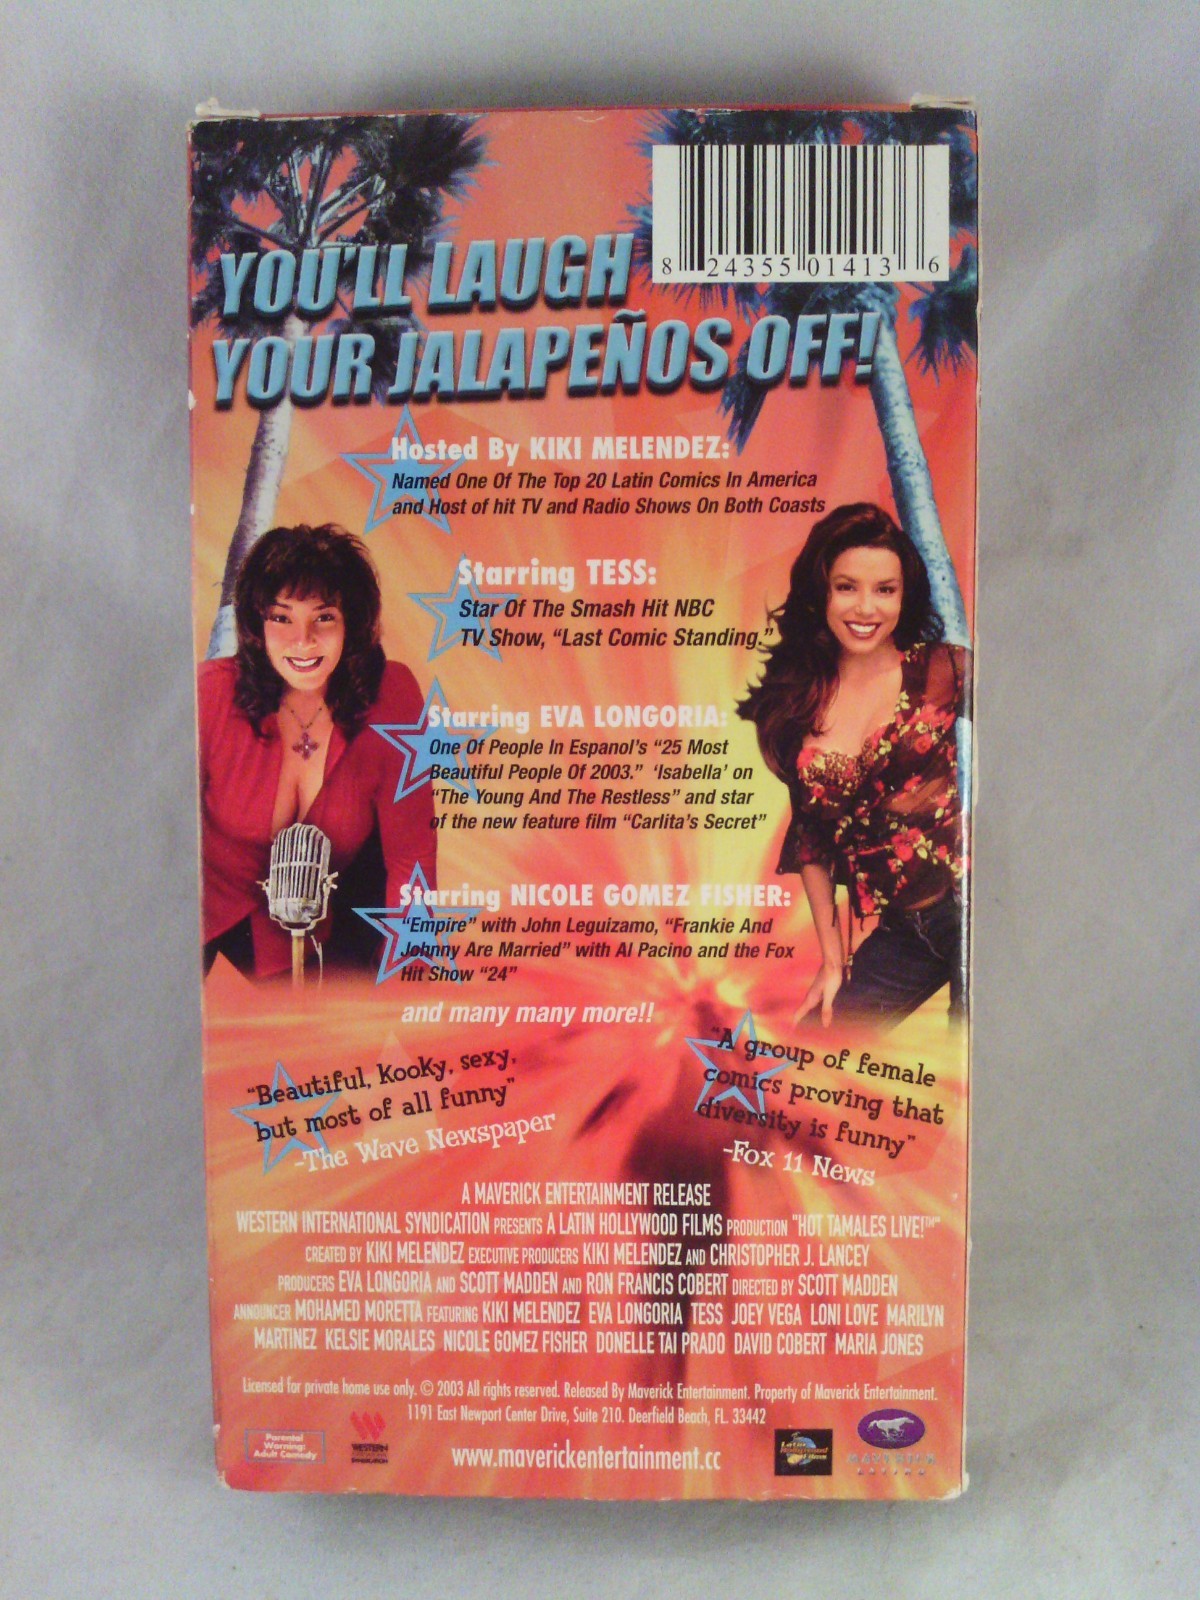 8 24355 01413 6
YOU'LL LAUGH
YOUR JALAPEÑOS OFF!
Hosted By KIKI MELENDEZ:
Named One Of The Top 20 Latin Comics In America
and Host of hit TV and Radio Shows On Both Coasts
Starring TESS:
Star Of The Smash Hit NBC
TV Show, “Last Comic Standing.”
Starring EVA LONGORIA:
One Of People In Espanol's “25 Most
Beautiful People Of 2003.” ‘Isabella’ on
“The Young And The Restless” and star
of the new feature film “Carlita's Secret”
Starring NICOLE GOMEZ FISHER:
“Empire” with John Leguizamo, “Frankie And
Johnny Are Married” with Al Pacino and the Fox
Hit Show “24”
and many many more!!
“Beautiful, kooky, sexy,
but most of all funny”
-The Wave Newspaper
“A group of female
comics proving that
diversity is funny”
-Fox 11 News
A MAVERICK ENTERTAINMENT RELEASE
WESTERN INTERNATIONAL SYNDICATION PRESENTS A LATIN HOLLYWOOD FILMS PRODUCTION "HOT TAMALES LIVE!™"
CREATED BY KIKI MELENDEZ EXECUTIVE PRODUCERS KIKI MELENDEZ AND CHRISTOPHER J. LANCEY
PRODUCERS EVA LONGORIA AND SCOTT MADDEN AND RON FRANCIS COBERT DIRECTED BY SCOTT MADDEN
ANNOUNCER MOHAMED MORETTA FEATURING KIKI MELENDEZ EVA LONGORIA TESS JOEY VEGA LONI LOVE MARILYN
MARTINEZ KELSIE MORALES NICOLE GOMEZ FISHER DONELLE TAI PRADO DAVID COBERT MARIA JONES
Licensed for private home use only. © 2003 All rights reserved. Released By Maverick Entertainment. Property of Maverick Entertainment.
1191 East Newport Center Drive, Suite 210. Deerfield Beach, FL. 33442
Parental
Warning:
Adult Comedy
WESTERN
SYNDICATION
www.maverickentertainment.cc
Latin
Hollywood
Films
MAVERICK
LATINO